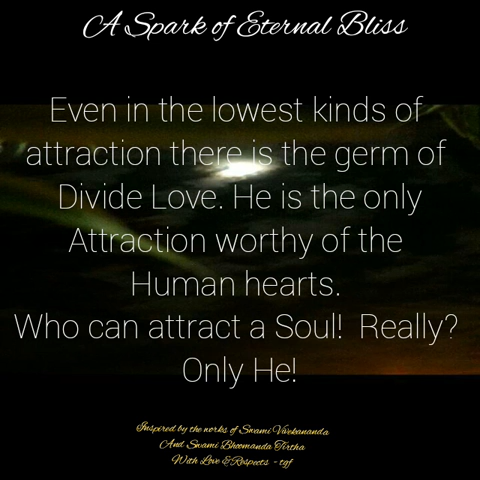 A Spark of Eternal Bliss
Even in the lowest kinds of
attraction there is the germ of
Divide Love. He is the only
Attraction worthy of the
Human hearts.
Who can attract a Soul! Really?
Only He!
Inspired by the works of Swami Vivekananda
And Swami Bhoomanda Tirtha
With Love & Respects - tgf